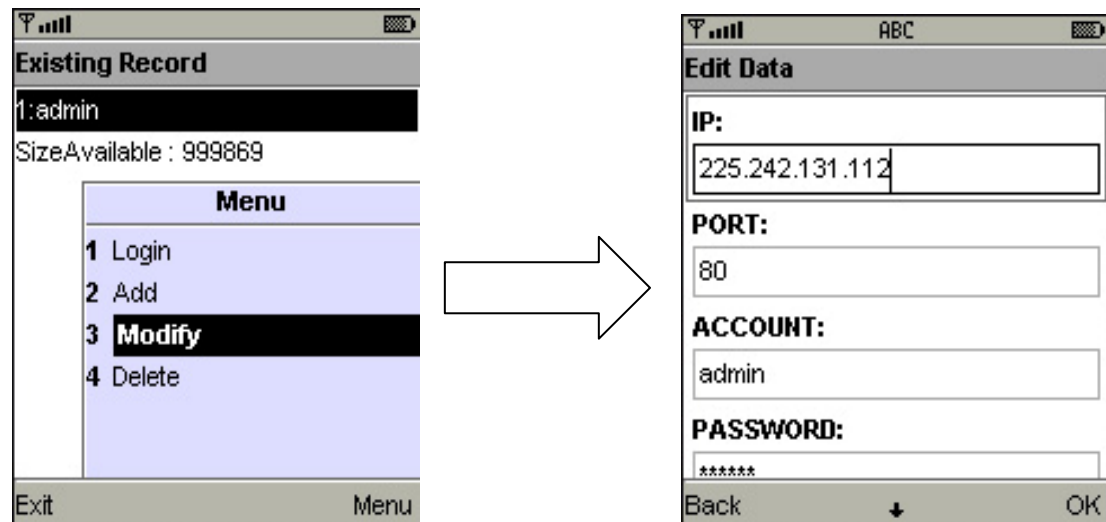 Existing Record
1:admin
SizeAvailable : 999869
Menu
1 Login
2 Add
3 Modify
4 Delete
Exit Menu
ABC
Edit Data
IP:
225.242.131.112
PORT:
80
ACCOUNT:
admin
PASSWORD:
******
Back OK